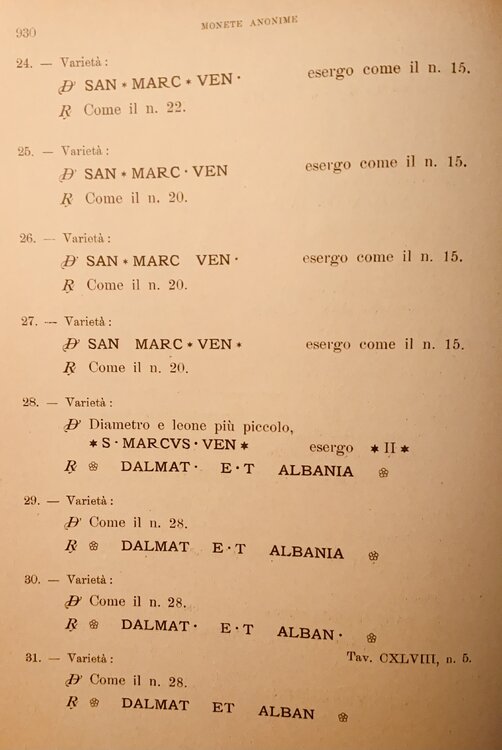 930
MONETE ANONIME
24. — Varietà :
D' SAN * MARC * VEN · esergo come il n. 15.
R Come il n. 22.
25. — Varietà :
D' SAN * MARC · VEN esergo come il n. 15.
R Come il n. 20.
26. — Varietà :
D' SAN * MARC VEN · esergo come il n. 15.
R Come il n. 20.
27. — Varietà :
D' SAN MARC * VEN * esergo come il n. 15.
R Come il n. 20.
28. — Varietà :
D' Diametro e leone più piccolo,
* S · MARCVS · VEN * esergo * II *
R ❀ DALMAT · E · T ALBANIA ❀
29. — Varietà :
D' Come il n. 28.
R ❀ DALMAT E · T ALBANIA ❀
30. — Varietà :
D' Come il n. 28.
R ❀ DALMAT · E · T ALBAN · ❀
31. — Varietà : Tav. CXLVIII, n. 5.
D' Come il n. 28.
R ❀ DALMAT ET ALBAN ❀